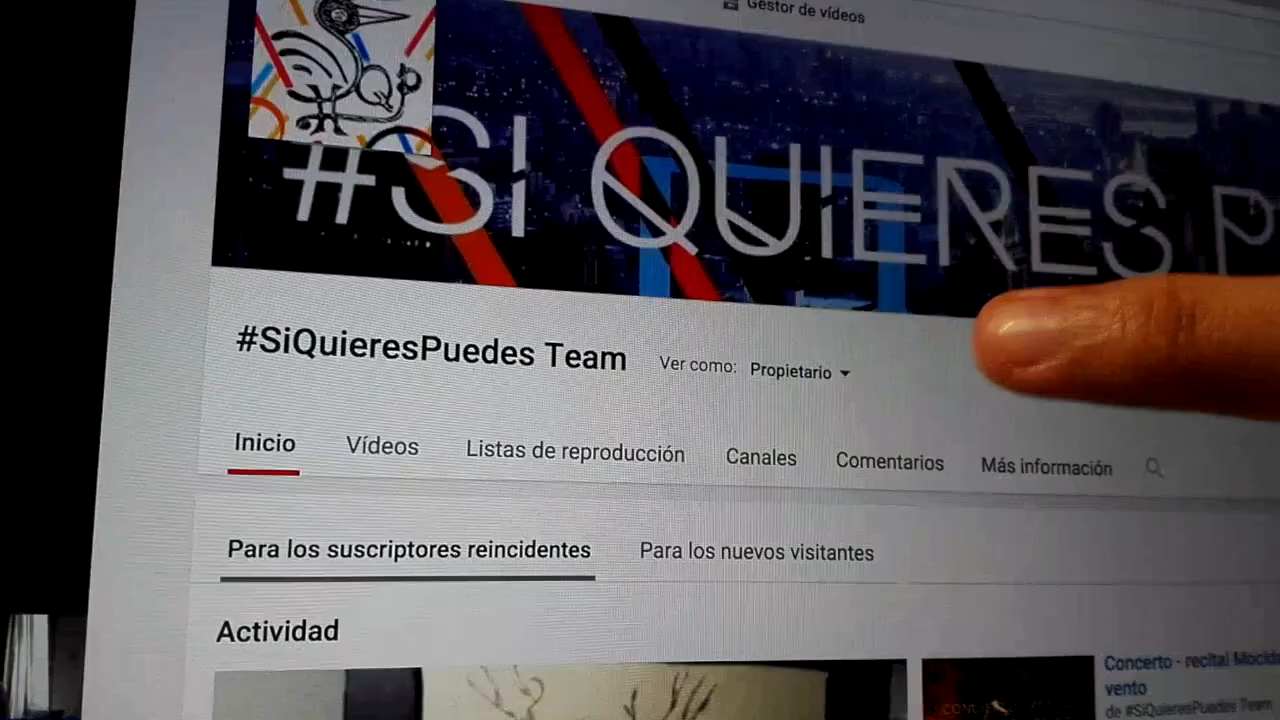 Gestor de vídeos
#SI QUIERES P
#SiQuieresPuedes Team
Ver como: Propietario
Inicio Vídeos Listas de reproducción Canales Comentarios Más información
Para los suscriptores reincidentes Para los nuevos visitantes
Actividad
Concerto - recital
vento
de #SiQuieresPuedes Team